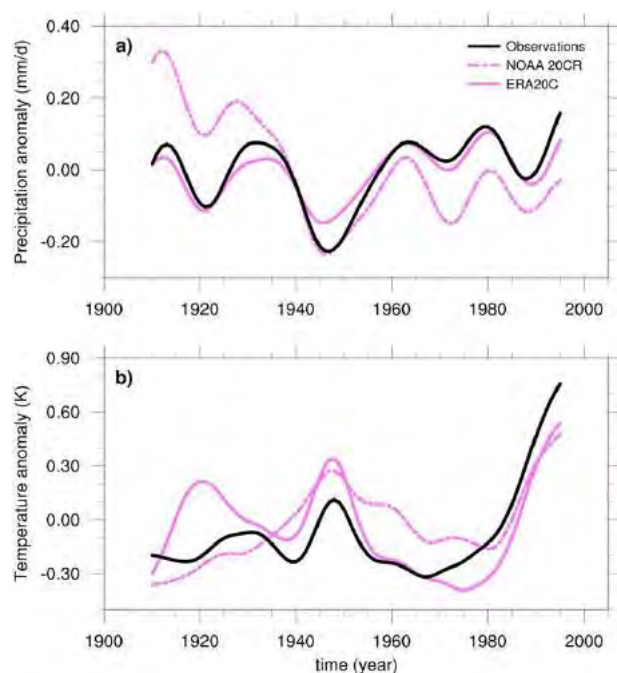 0.40
a)
Observations
NOAA 20CR
ERA20C
0.20
0.00
-0.20
Precipitation anomaly (mm/d)
1900 1920 1940 1960 1980 2000
0.90
b)
0.60
0.30
0.00
-0.30
Temperature anomaly (K)
1900 1920 1940 1960 1980 2000
time (year)